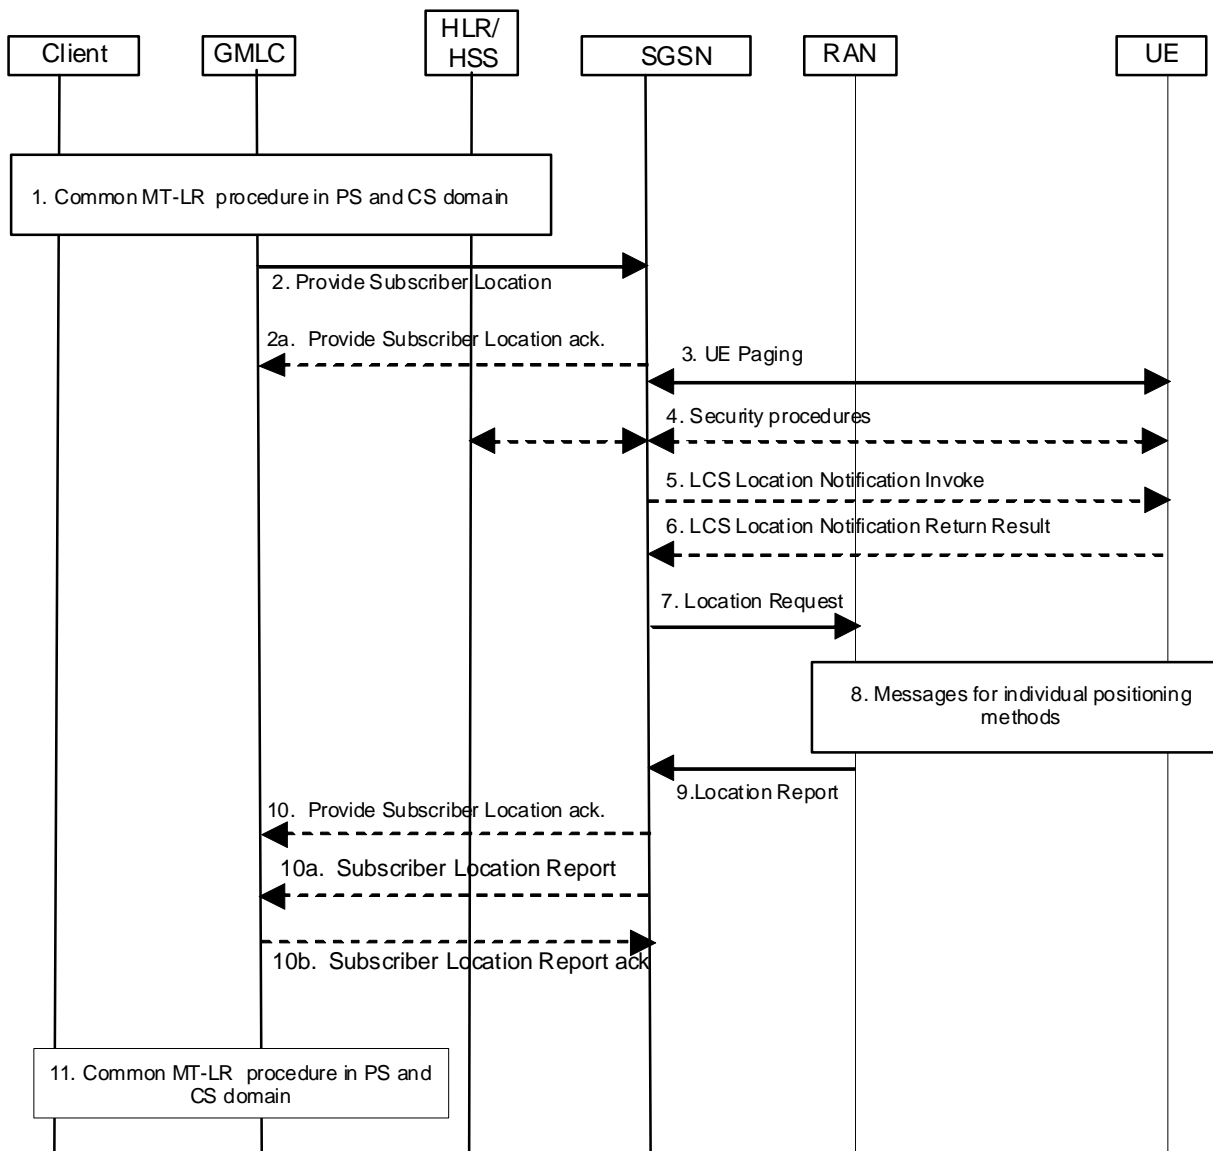 Client
GMLC
HLR/
HSS
SGSN
RAN
UE
1. Common MT-LR procedure in PS and CS domain
2. Provide Subscriber Location
2a. Provide Subscriber Location ack.
3. UE Paging
4. Security procedures
5. LCS Location Notification Invoke
6. LCS Location Notification Return Result
7. Location Request
8. Messages for individual positioning
methods
9.Location Report
10. Provide Subscriber Location ack.
10a. Subscriber Location Report
10b. Subscriber Location Report ack
11. Common MT-LR procedure in PS and
CS domain